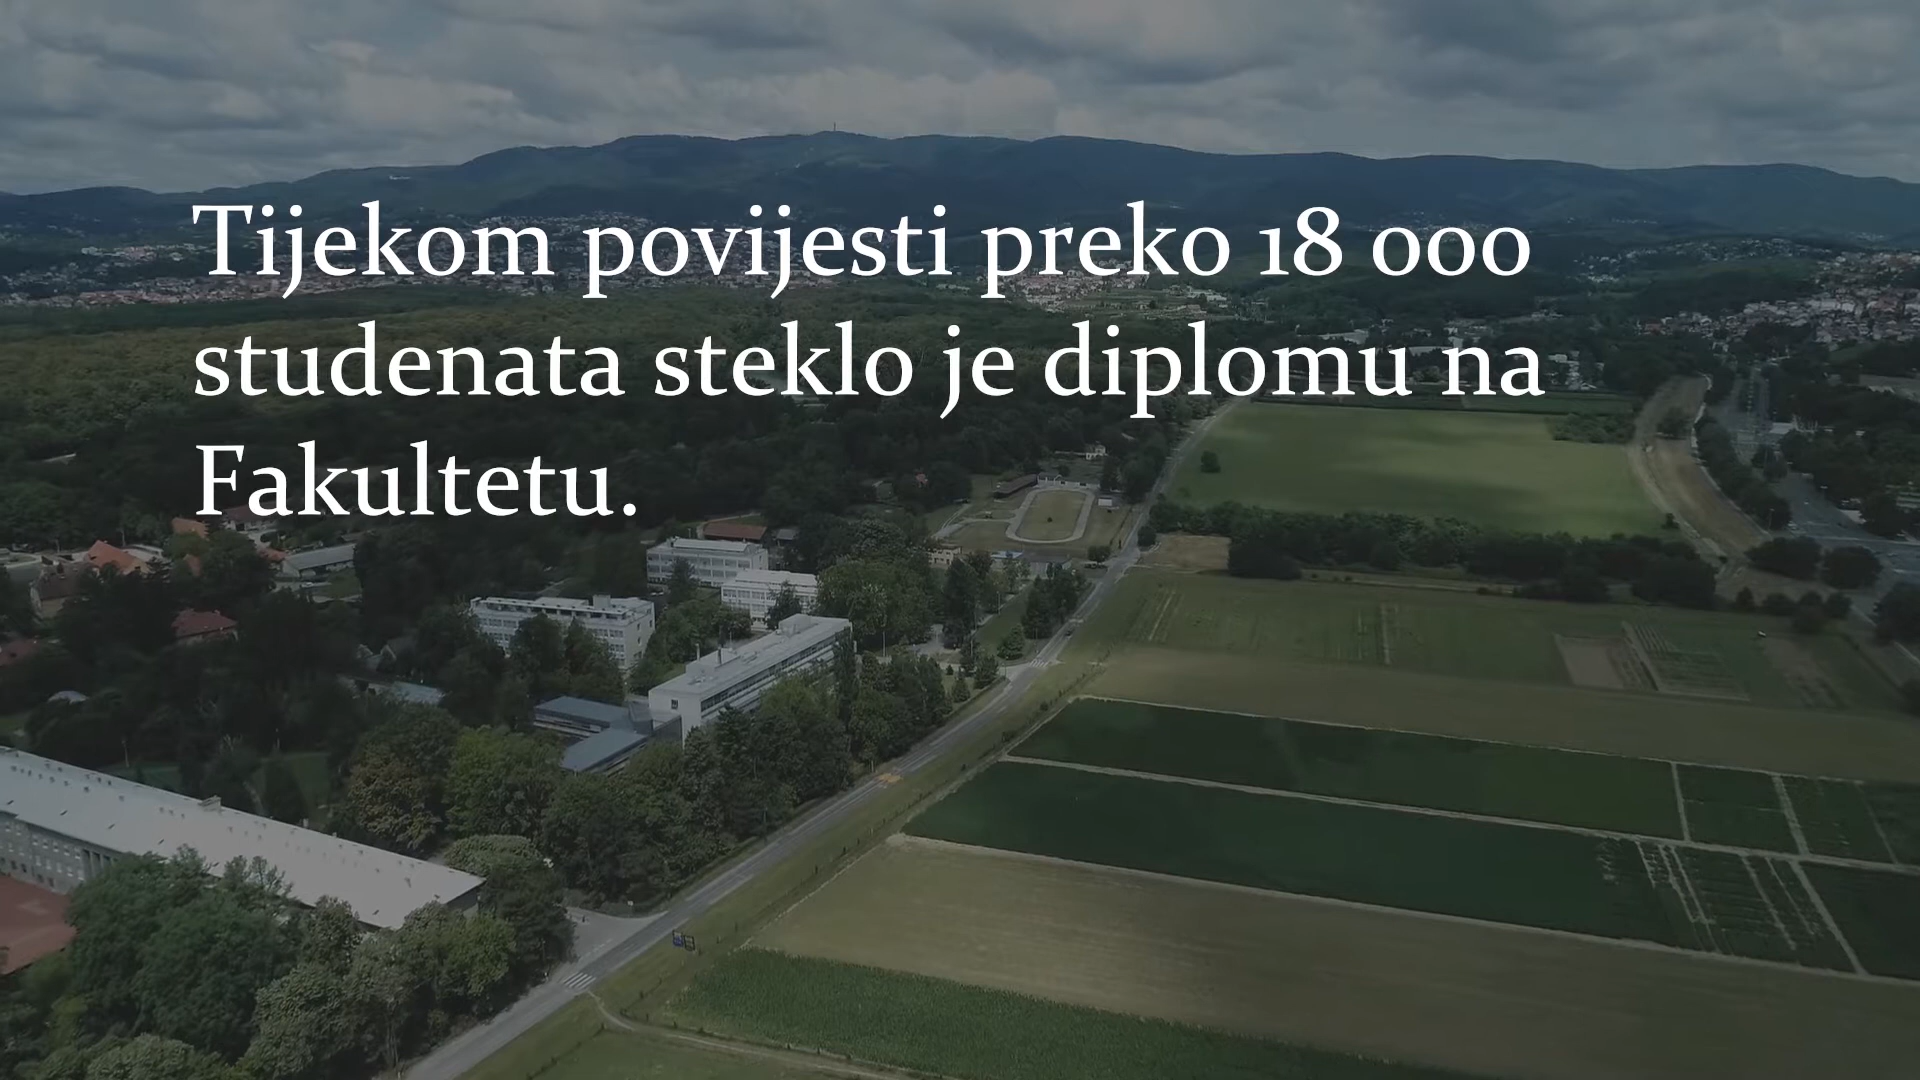 Tijekom povijesti preko 18 000
studenata steklo je diplomu na
Fakultetu.